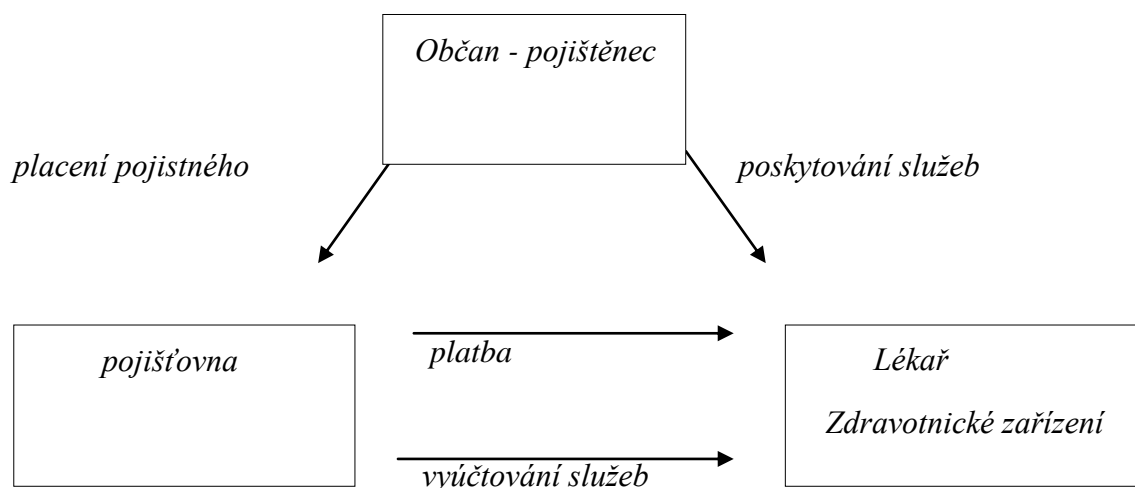 Občan - pojištěnec
placení pojistného
poskytování služeb
pojišťovna
platba
Lékař
Zdravotnické zařízení
vyúčtování služeb